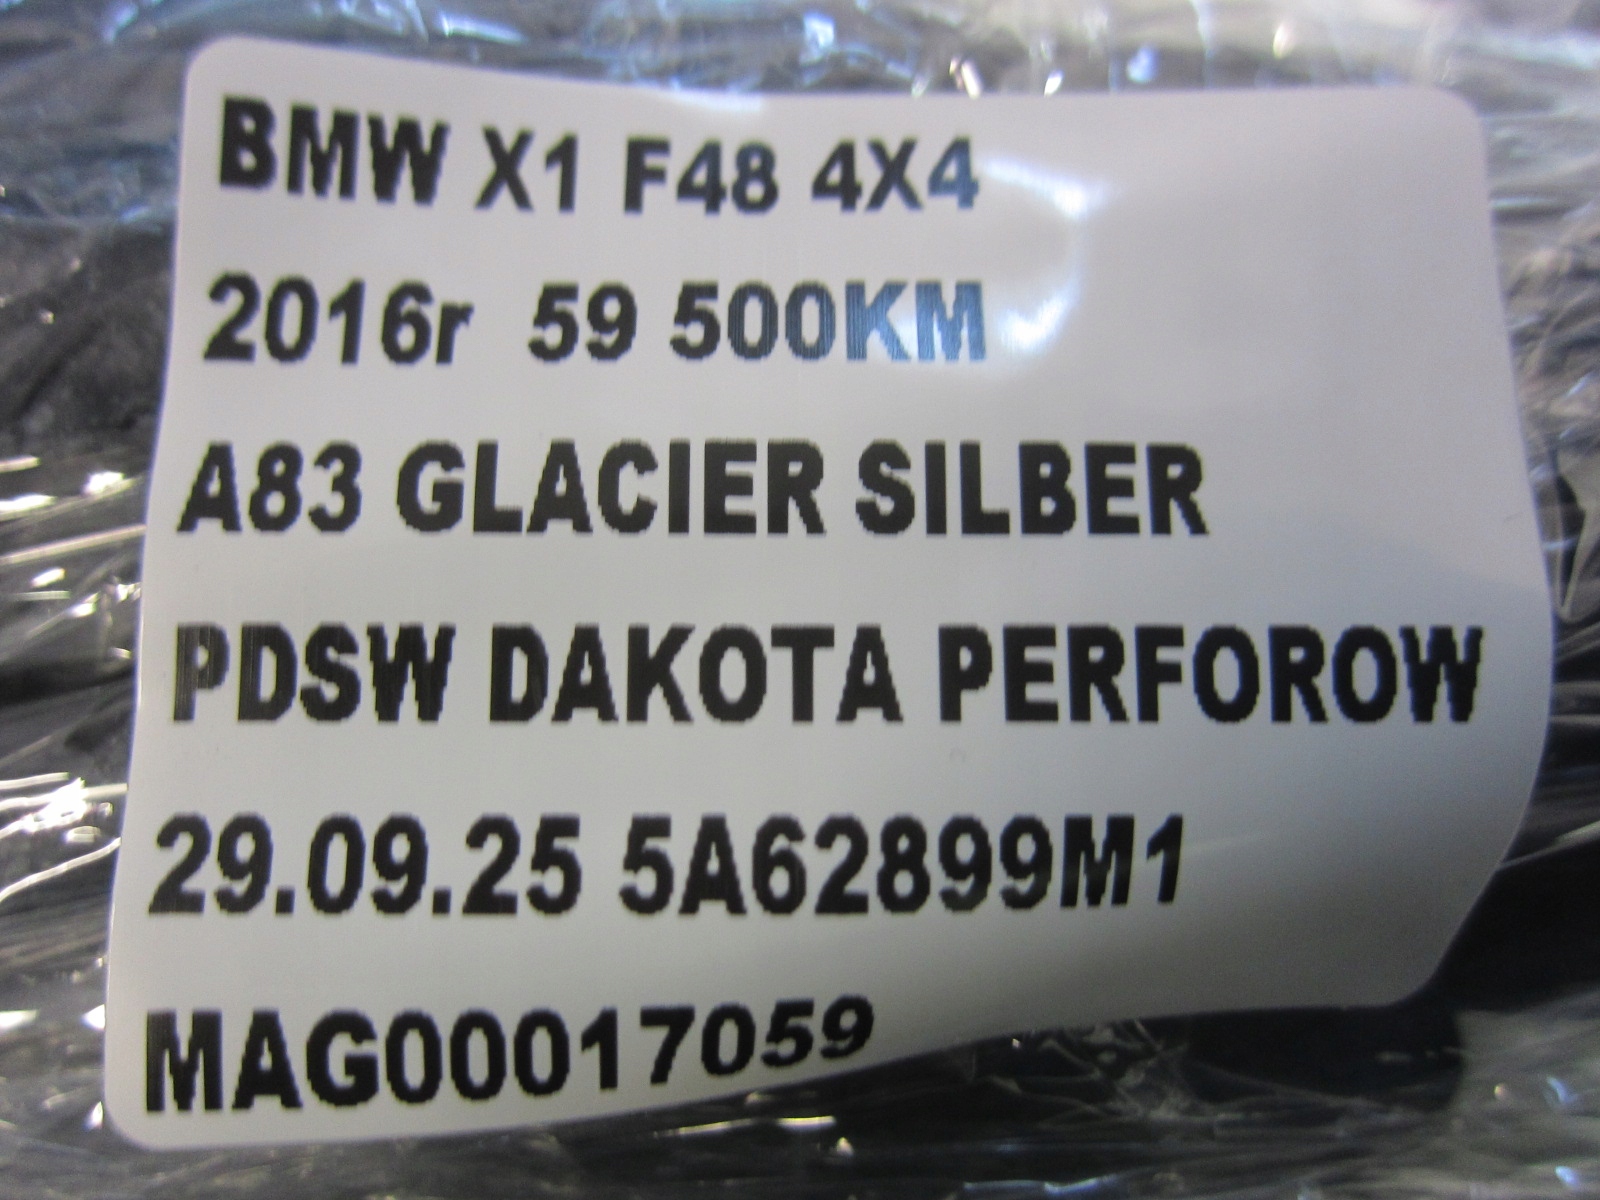 BMW X1 F48 4X4
2016r 59 500KM
A83 GLACIER SILBER
PDSW DAKOTA PERFOROW
29.09.25 5A62899M1
MAG00017059